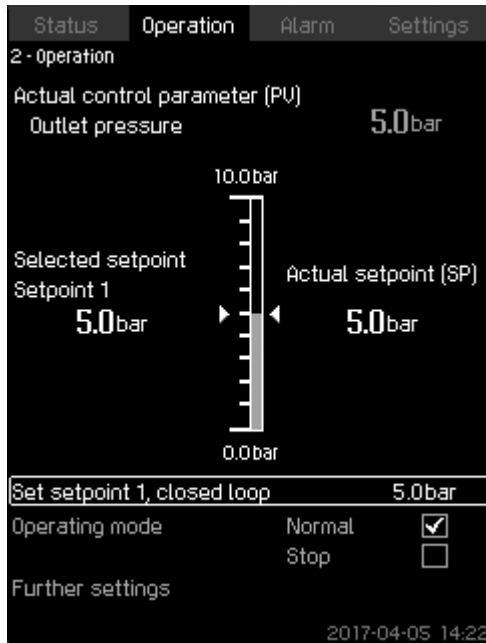 Status Operation Alarm Settings
2 - Operation
Actual control parameter (PV)
Outlet pressure 5.0bar
10.0bar
Selected setpoint
Setpoint 1
5.0bar
Actual setpoint (SP)
5.0bar
0.0bar
Set setpoint 1, closed loop 5.0bar
Operating mode Normal
Stop
Further settings
2017-04-05 14:22